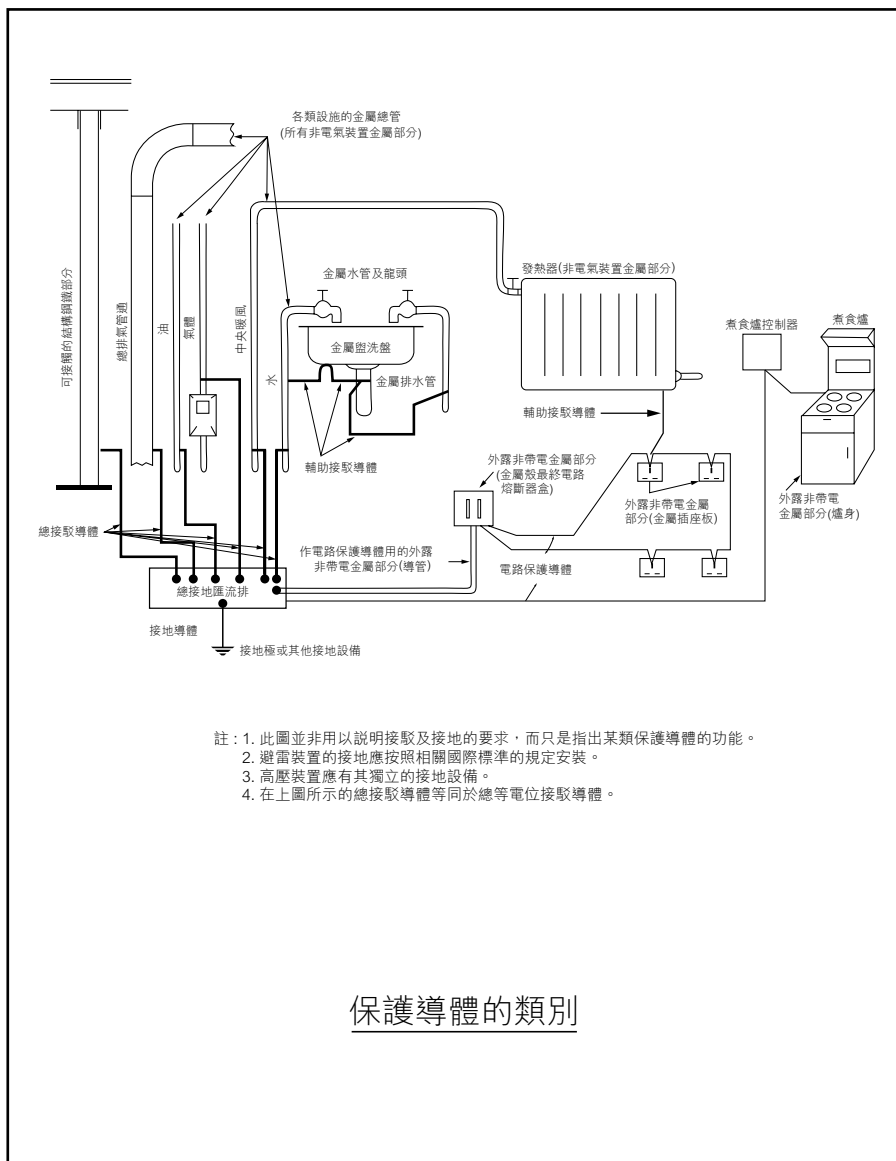 各類設施的金屬總管
(所有非電氣裝置金屬部分)
可接觸的結構鋼鐵部分
總排氣管通
油
氣體
中央暖風
水
金屬水管及龍頭
金屬盥洗盤
金屬排水管
輔助接駁導體
發熱器(非電氣裝置金屬部分)
輔助接駁導體
煮食爐控制器
煮食爐
外露非帶電
金屬部分(爐身)
外露非帶電金屬部分
(金屬殼最終電路
熔斷器盒)
外露非帶電金屬
部分(金屬插座板)
總接駁導體
作電路保護導體用的外露
非帶電金屬部分(導管)
電路保護導體
總接地匯流排
接地導體
接地極或其他接地設備
註 : 1. 此圖並非用以說明接駁及接地的要求，而只是指出某類保護導體的功能。
2. 避雷裝置的接地應按照相關國際標準的規定安裝。
3. 高壓裝置應有其獨立的接地設備。
4. 在上圖所示的總接駁導體等同於總等電位接駁導體。
保護導體的類別